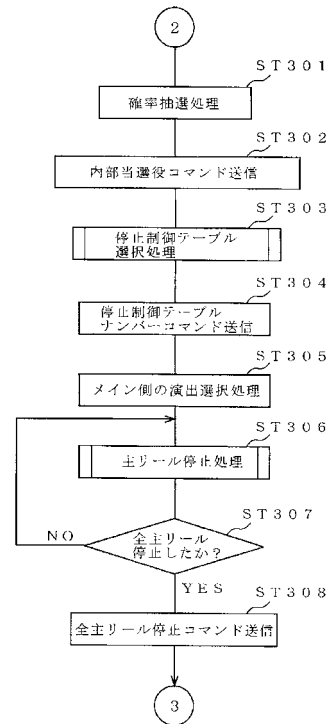 2
ST301
確率抽選処理
ST302
内部当選役コマンド送信
ST303
停止制御テーブル
選択処理
ST304
停止制御テーブル
ナンバーコマンド送信
ST305
メイン側の演出選択処理
ST306
主リール停止処理
ST307
全主リール
停止したか?
NO
YES
ST308
全主リール停止コマンド送信
3